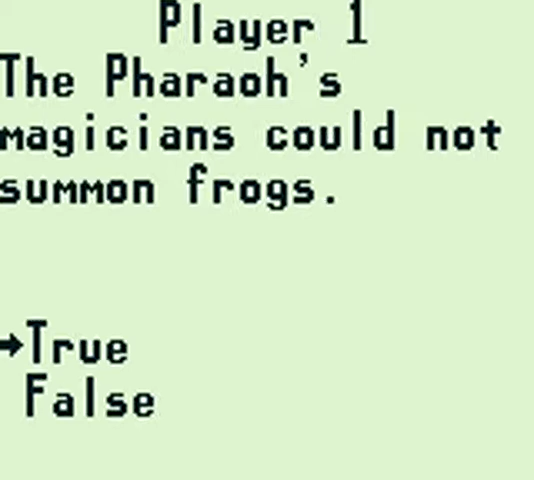 Player 1
The Pharaoh's
magicians could not
summon frogs.
→True
False